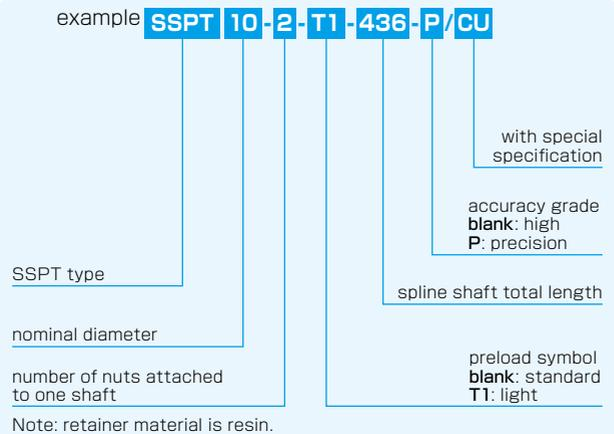 example SSPT 10-2-T1-436-P/CU
with special
specification
accuracy grade
blank: high
P: precision
SSPT type
spline shaft total length
nominal diameter
preload symbol
blank: standard
T1: light
number of nuts attached
to one shaft
Note: retainer material is resin.